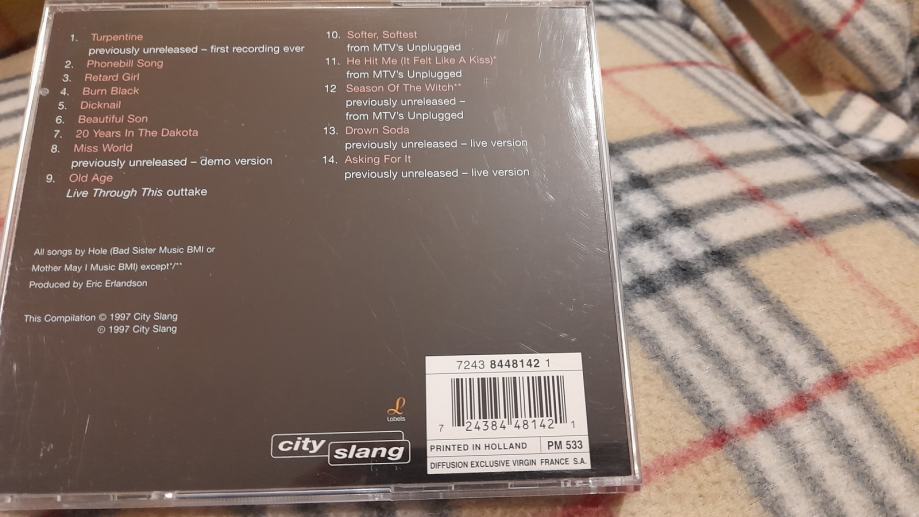 1. Turpentine
previously unreleased – first recording ever
2. Phonebill Song
3. Retard Girl
4. Burn Black
5. Dicknail
6. Beautiful Son
7. 20 Years In The Dakota
8. Miss World
previously unreleased – demo version
9. Old Age
Live Through This outtake
10. Softer, Softest
from MTV's Unplugged
11. He Hit Me (It Felt Like A Kiss)*
from MTV's Unplugged
12 Season Of The Witch**
previously unreleased –
from MTV's Unplugged
13. Drown Soda
previously unreleased – live version
14. Asking For It
previously unreleased – live version
All songs by Hole (Bad Sister Music BMI or
Mother May I Music BMI) except*/**
Produced by Eric Erlandson
This Compilation © 1997 City Slang
℗ 1997 City Slang
L
Labels
city slang
7243 8448142 1
7 24384 48142 1
PRINTED IN HOLLAND PM 533
DIFFUSION EXCLUSIVE VIRGIN FRANCE S.A.